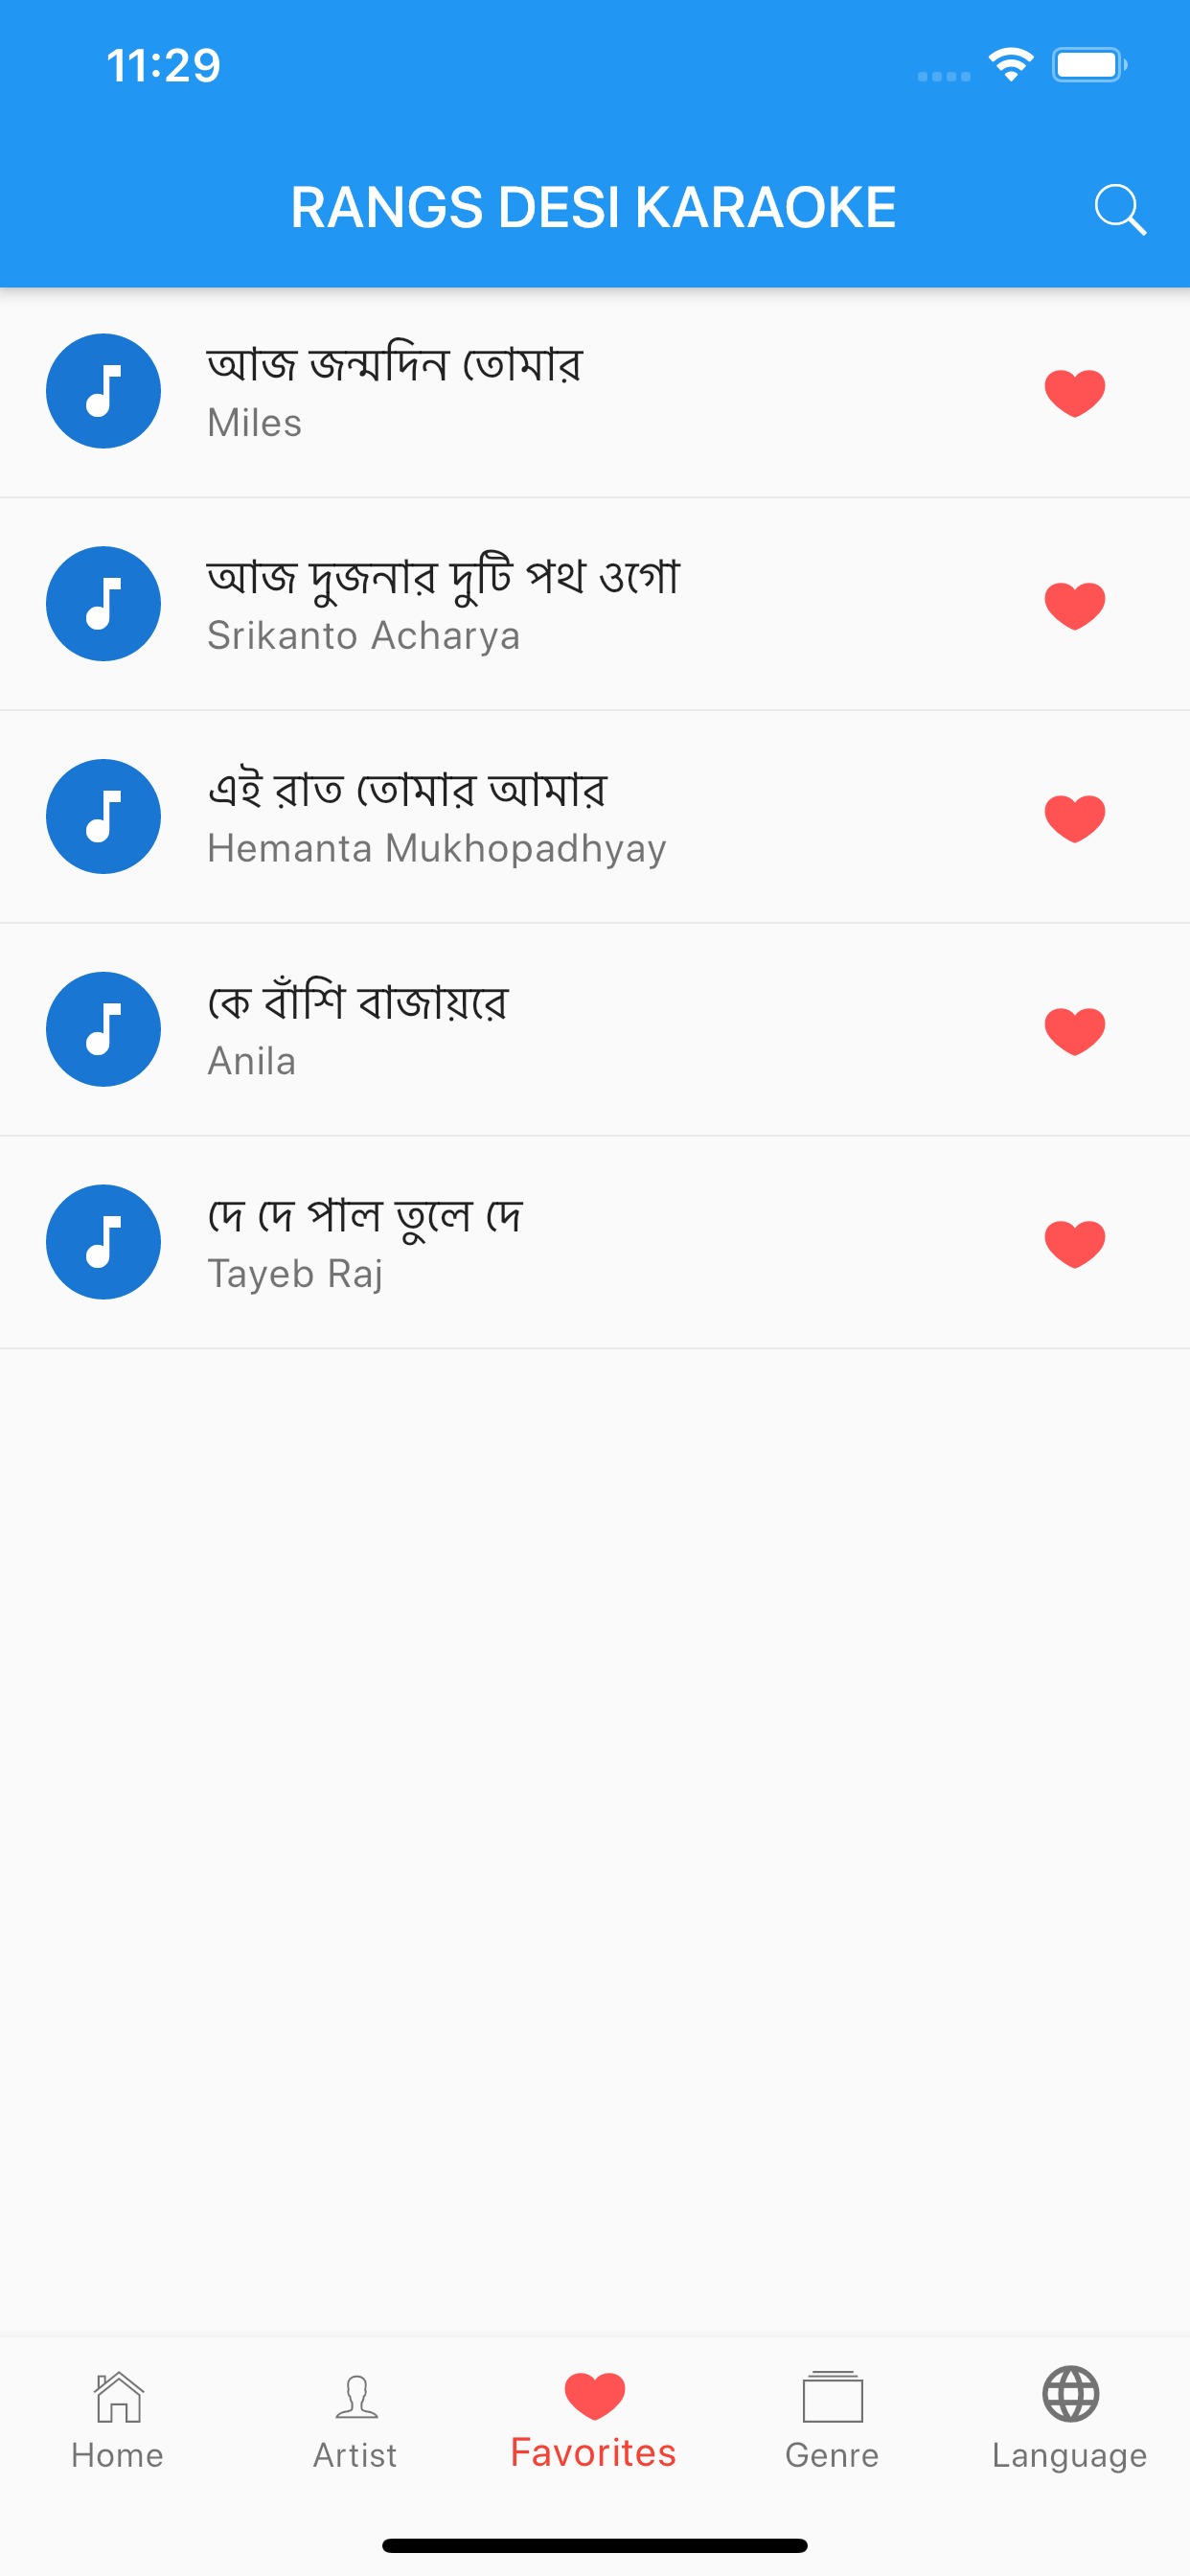 11:29
RANGS DESI KARAOKE
আজ জন্মদিন তোমার
Miles
আজ দুজনার দুটি পথ ওগো
Srikanto Acharya
এই রাত তোমার আমার
Hemanta Mukhopadhyay
কে বাঁশি বাজায়রে
Anila
দে দে পাল তুলে দে
Tayeb Raj
Home Artist Favorites Genre Language